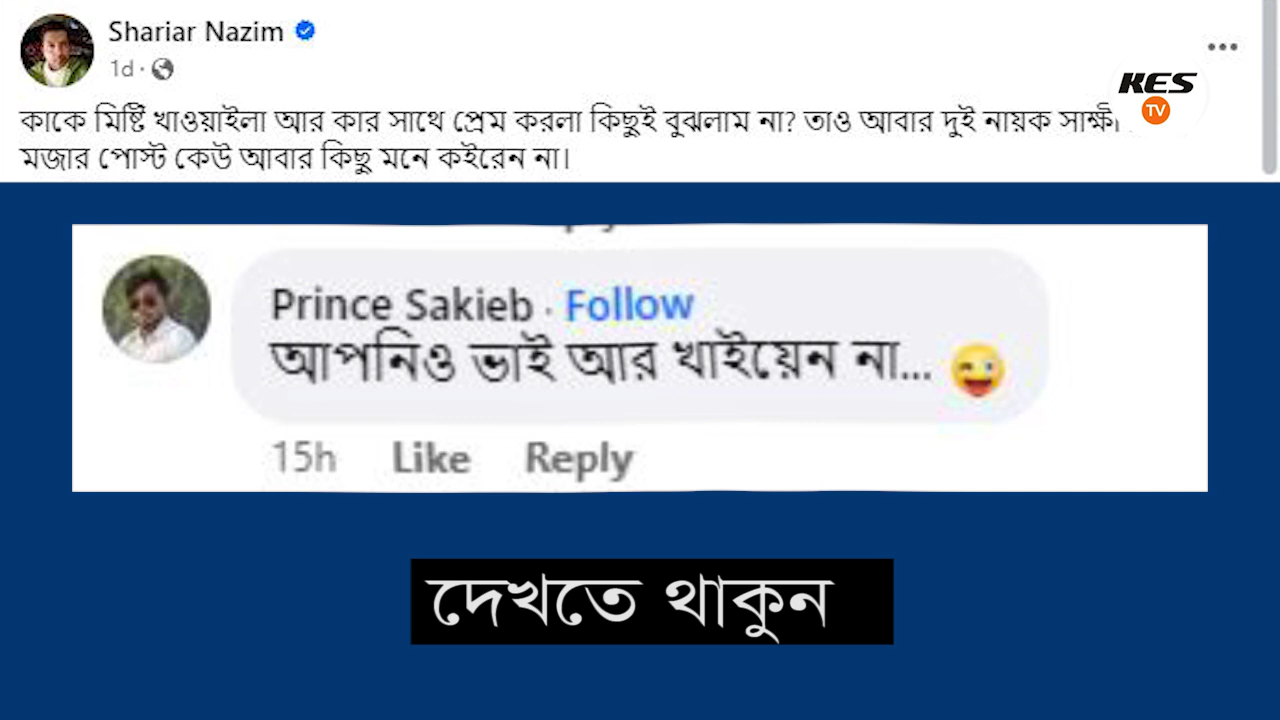 Shariar Nazim
1d ·
KES
TV
কাকে মিষ্টি খাওয়াইলা আর কার সাথে প্রেম করলা কিছুই বুঝলাম না? তাও আবার দুই নায়ক সাক্ষী
মজার পোস্ট কেউ আবার কিছু মনে কইরেন না।
Prince Sakieb · Follow
আপনিও ভাই আর খাইয়েন না... 😜
15h Like Reply
দেখতে থাকুন